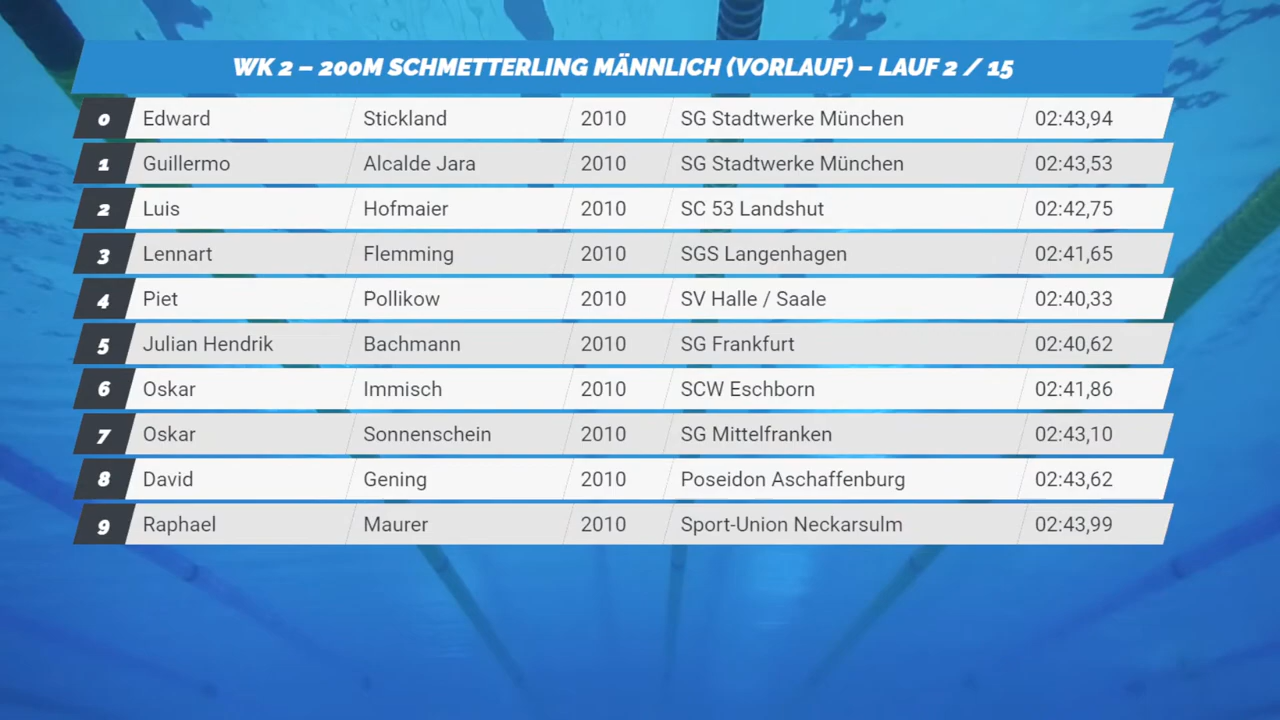 WK 2 – 200M SCHMETTERLING MÄNNLICH (VORLAUF) – LAUF 2 / 15
0 Edward Stickland 2010 SG Stadtwerke München 02:43,94
1 Guillermo Alcalde Jara 2010 SG Stadtwerke München 02:43,53
2 Luis Hofmaier 2010 SC 53 Landshut 02:42,75
3 Lennart Flemming 2010 SGS Langenhagen 02:41,65
4 Piet Pollikow 2010 SV Halle / Saale 02:40,33
5 Julian Hendrik Bachmann 2010 SG Frankfurt 02:40,62
6 Oskar Immisch 2010 SCW Eschborn 02:41,86
7 Oskar Sonnenschein 2010 SG Mittelfranken 02:43,10
8 David Gening 2010 Poseidon Aschaffenburg 02:43,62
9 Raphael Maurer 2010 Sport-Union Neckarsulm 02:43,99